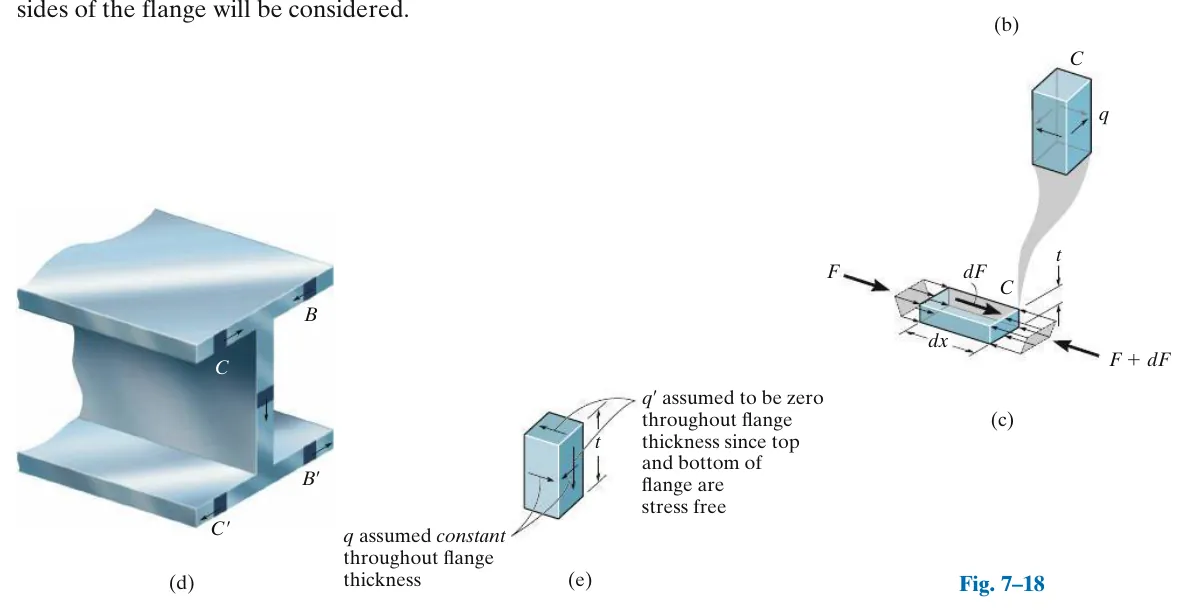 sides of the flange will be considered.
(b)
C
q
F
dF
C
t
dx
F + dF
(c)
B
C
B′
C′
(d)
t
q′ assumed to be zero
throughout flange
thickness since top
and bottom of
flange are
stress free
q assumed constant
throughout flange
thickness
(e)
Fig. 7–18